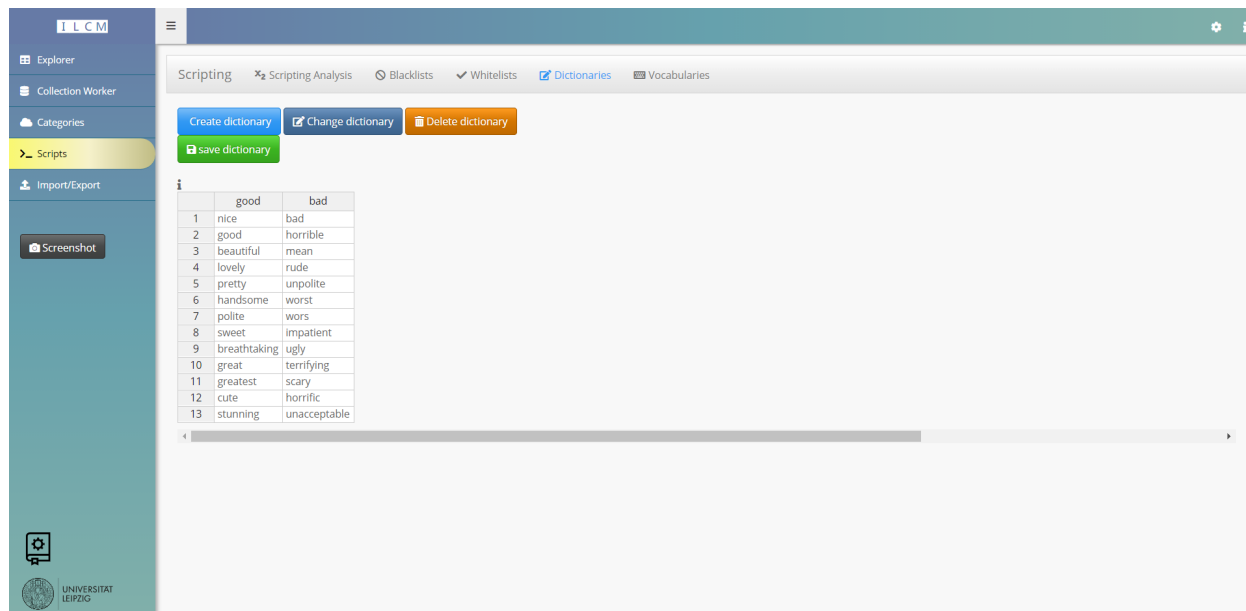 I L C M
Explorer
Collection Worker
Categories
Scripts
Import/Export
Screenshot
UNIVERSITAT
LEIPZIG
Scripting X2 Scripting Analysis Blacklists Whitelists Dictionaries Vocabularies
Create dictionary Change dictionary Delete dictionary
save dictionary
i
good bad
1 nice bad
2 good horrible
3 beautiful mean
4 lovely rude
5 pretty unpolite
6 handsome worst
7 polite wors
8 sweet impatient
9 breathtaking ugly
10 great terrifying
11 greatest scary
12 cute horrific
13 stunning unacceptable